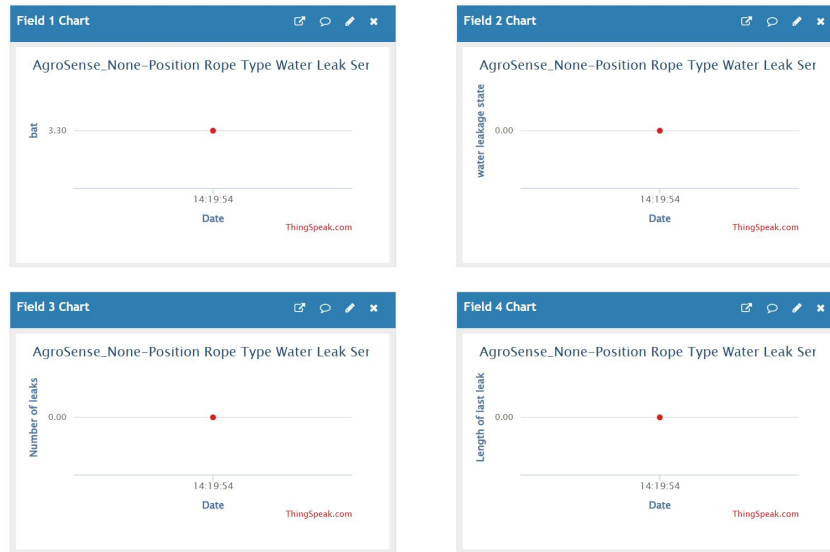 Field 1 Chart
AgroSense_None-Position Rope Type Water Leak Ser
bat
3.30
14:19:54
Date
ThingSpeak.com
Field 2 Chart
AgroSense_None-Position Rope Type Water Leak Ser
water leakage state
0.00
14:19:54
Date
ThingSpeak.com
Field 3 Chart
AgroSense_None-Position Rope Type Water Leak Ser
Number of leaks
0.00
14:19:54
Date
ThingSpeak.com
Field 4 Chart
AgroSense_None-Position Rope Type Water Leak Ser
Length of last leak
0.00
14:19:54
Date
ThingSpeak.com